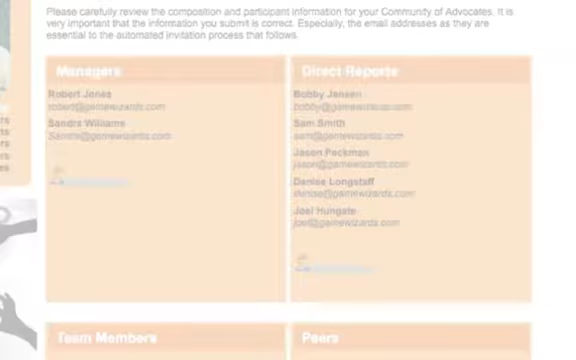 Please carefully review the composition and participant information for your Community of Advocates. It is
very important that the information you submit is correct. Especially, the email addresses as they are
essential to the automated invitation process that follows.
Managers
Robert Jones
robert@gamewizards.com
Sandra Williams
Sandra@gamewizards.com
Direct Reports
Bobby Jensen
bobby@gamewizards.com
Sam Smith
sam@gamewizards.com
Jason Peckman
jason@gamewizards.com
Denise Longstaff
denise@gamewizards.com
Joel Hungate
joel@gamewizards.com
Team Members
Peers